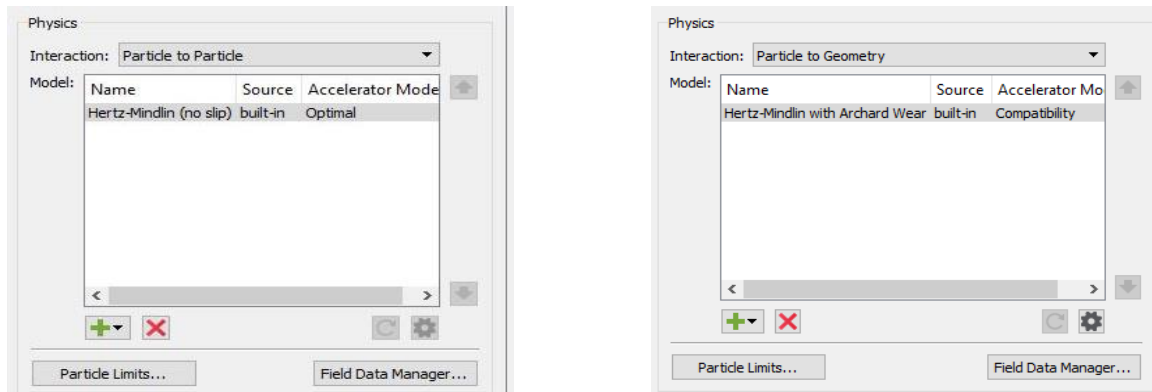 Physics
Interaction: Particle to Particle
Model:
Name Source Accelerator Mode
Hertz-Mindlin (no slip) built-in Optimal
Particle Limits...
Field Data Manager...
Physics
Interaction: Particle to Geometry
Model:
Name Source Accelerator Mo
Hertz-Mindlin with Archard Wear built-in Compatibility
Particle Limits...
Field Data Manager...